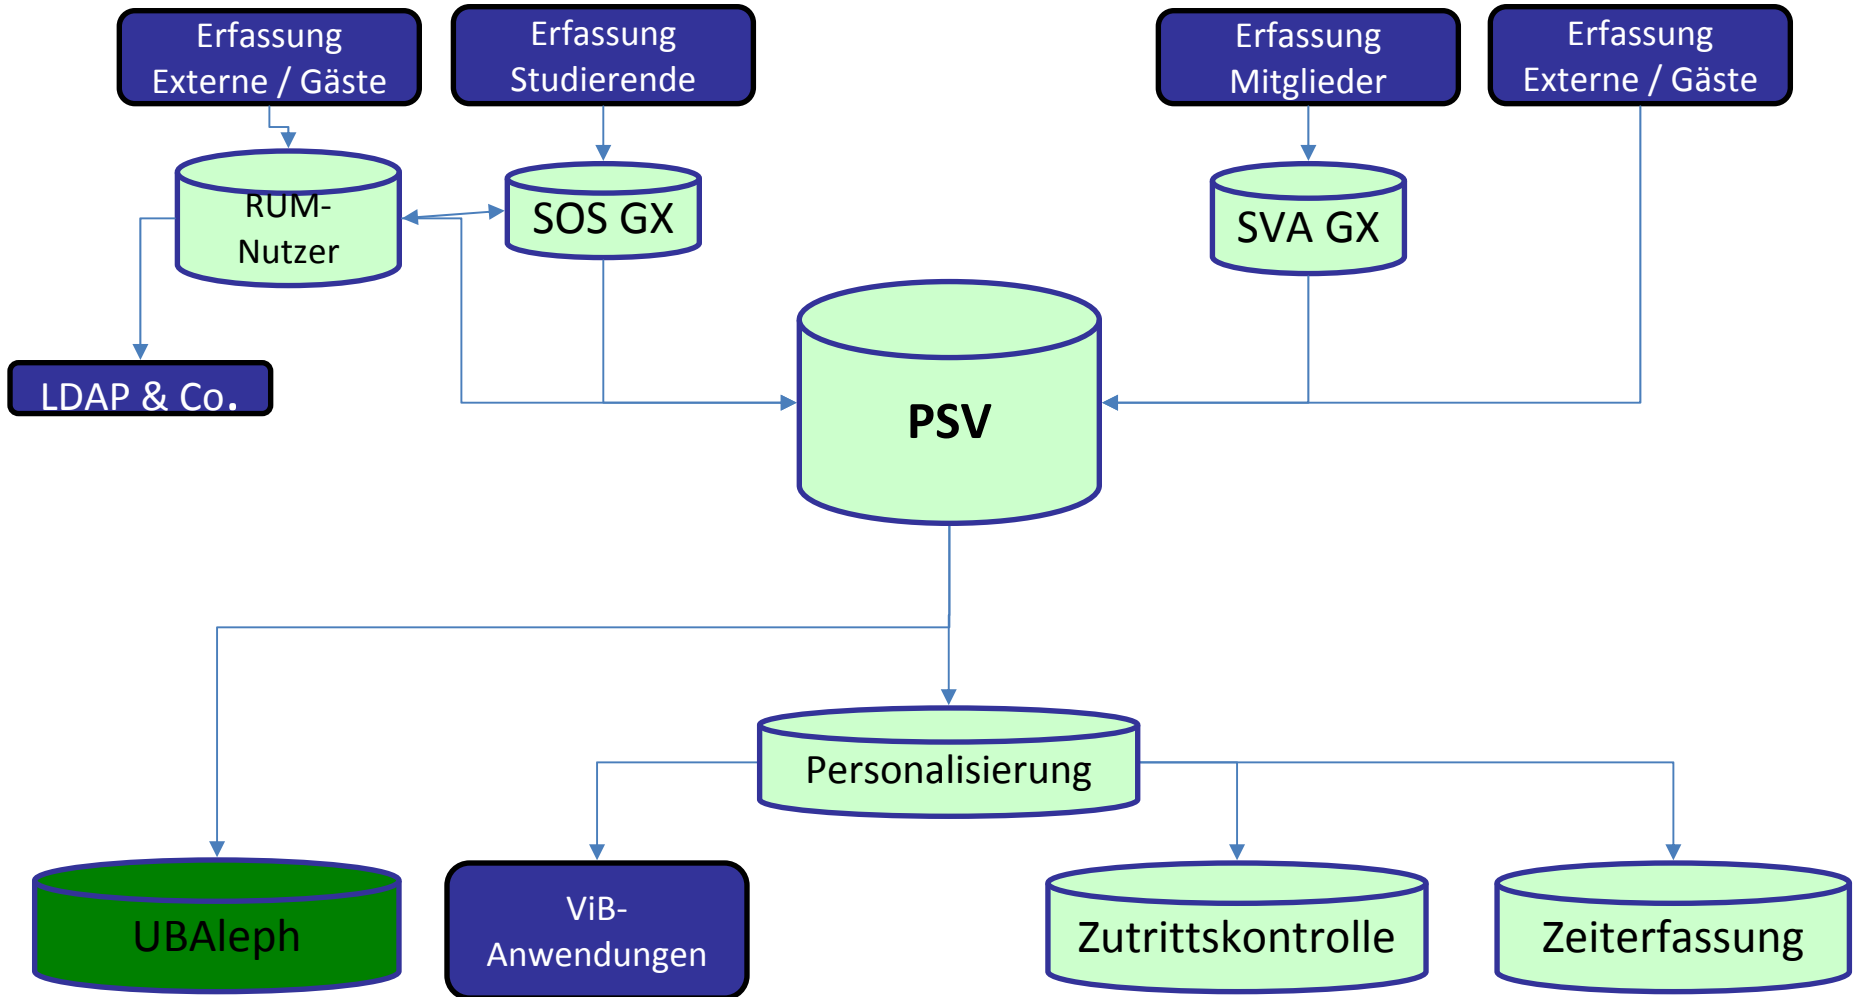 Erfassung
Externe / Gäste
Erfassung
Studierende
Erfassung
Mitglieder
Erfassung
Externe / Gäste
RUM-
Nutzer
SOS GX
SVA GX
LDAP & Co.
PSV
Personalisierung
UBAleph
ViB-
Anwendungen
Zutrittskontrolle
Zeiterfassung